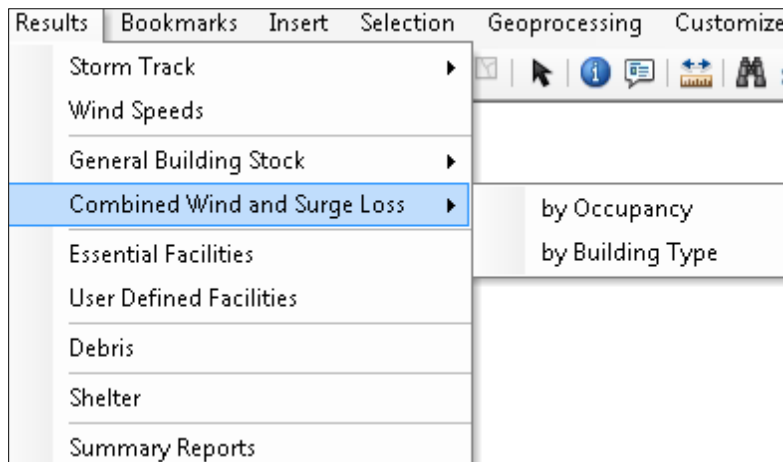 Results Bookmarks Insert Selection Geoprocessing Customize
Storm Track
Wind Speeds
General Building Stock
Combined Wind and Surge Loss
by Occupancy
by Building Type
Essential Facilities
User Defined Facilities
Debris
Shelter
Summary Reports